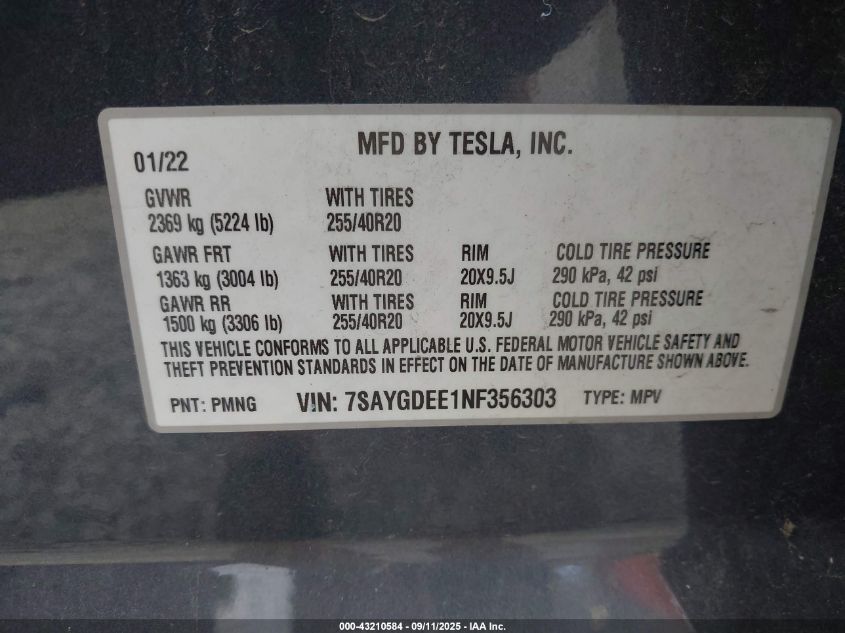 MFD BY TESLA, INC.
01/22
GVWR WITH TIRES
2369 kg (5224 lb) 255/40R20
GAWR FRT WITH TIRES RIM COLD TIRE PRESSURE
1363 kg (3004 lb) 255/40R20 20X9.5J 290 kPa, 42 psi
GAWR RR WITH TIRES RIM COLD TIRE PRESSURE
1500 kg (3306 lb) 255/40R20 20X9.5J 290 kPa, 42 psi
THIS VEHICLE CONFORMS TO ALL APPLICABLE U.S. FEDERAL MOTOR VEHICLE SAFETY AND
THEFT PREVENTION STANDARDS IN EFFECT ON THE DATE OF MANUFACTURE SHOWN ABOVE.
PNT: PMNG VIN: 7SAYGDEE1NF356303 TYPE: MPV
000-43210584 - 09/11/2025 - IAA Inc.